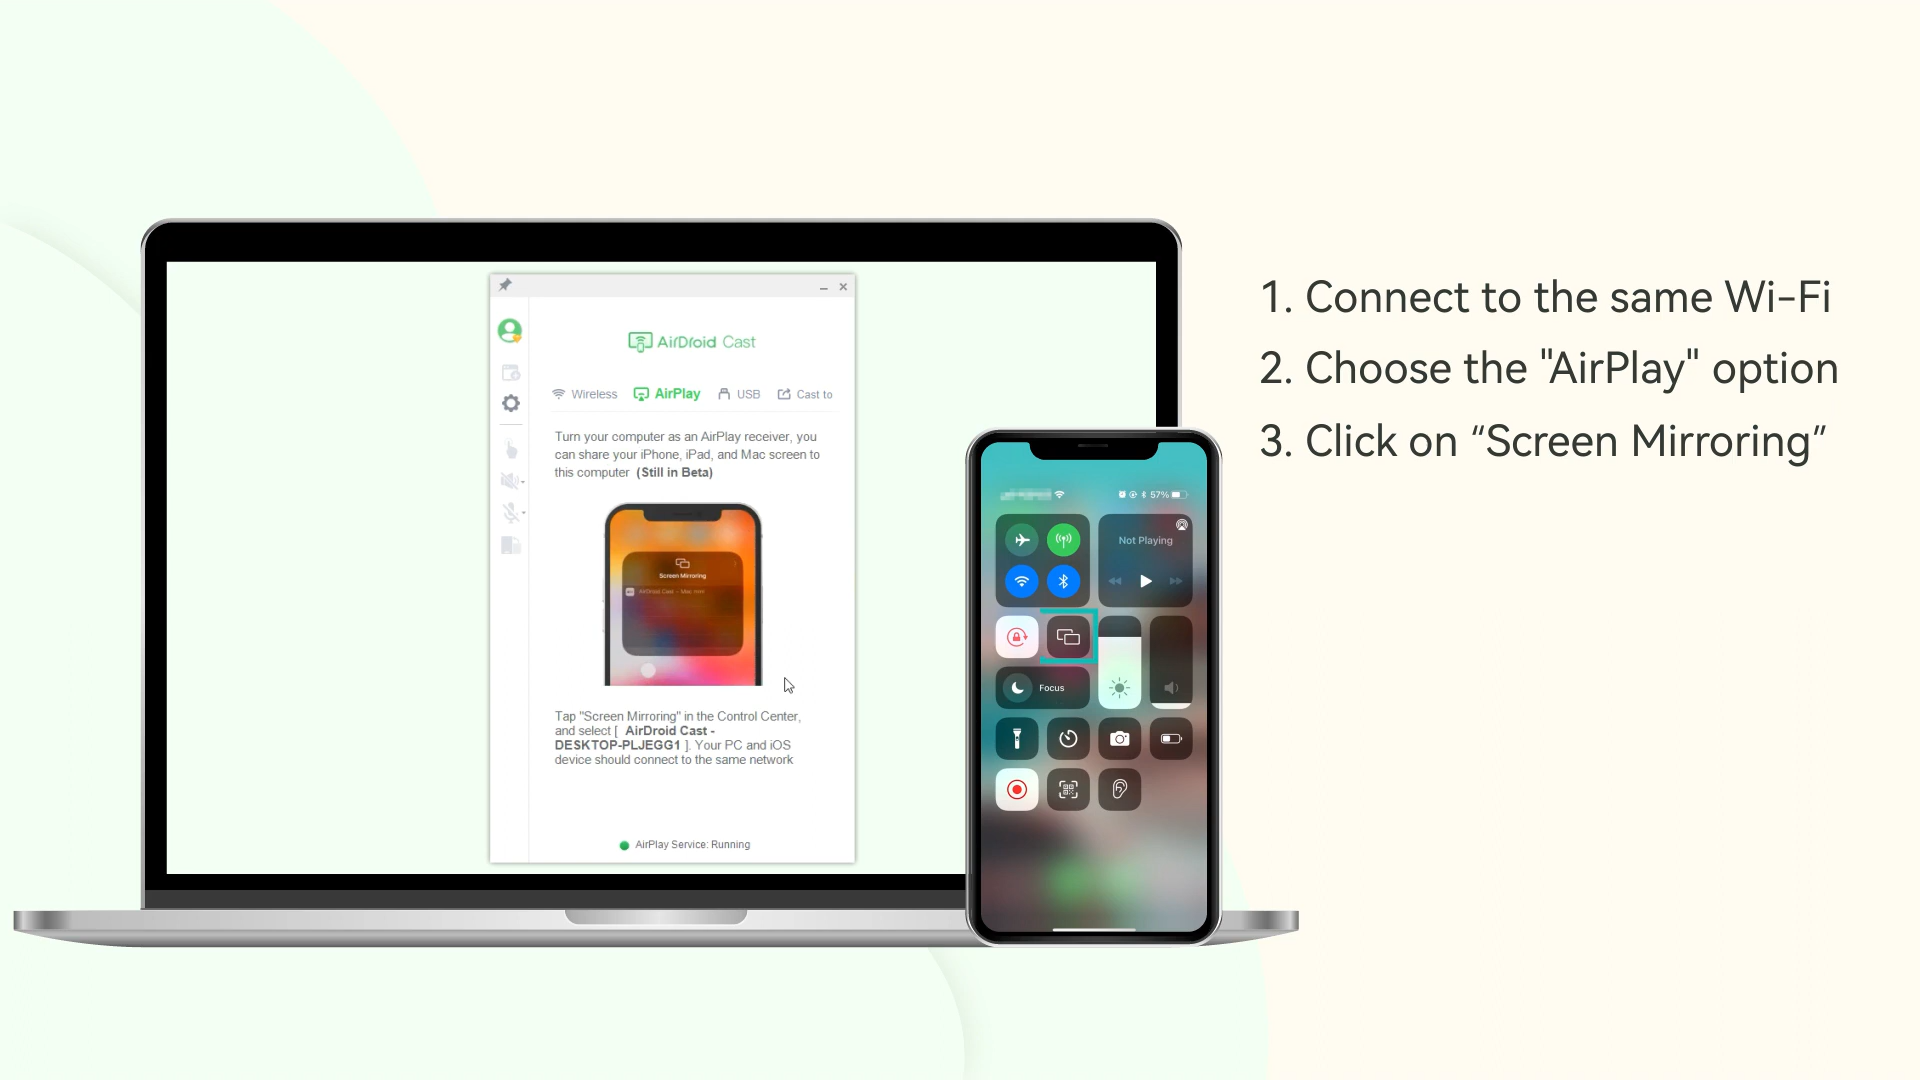 AirDroid Cast
Wireless AirPlay USB Cast to
Turn your computer as an AirPlay receiver, you
can share your iPhone, iPad, and Mac screen to
this computer (Still in Beta)
Screen Mirroring
AirDroid Cast - Mac mini
Tap "Screen Mirroring" in the Control Center,
and select [ AirDroid Cast -
DESKTOP-PLJEGG1 ]. Your PC and iOS
device should connect to the same network
AirPlay Service: Running
57%
Not Playing
Focus
1. Connect to the same Wi-Fi
2. Choose the "AirPlay" option
3. Click on “Screen Mirroring”